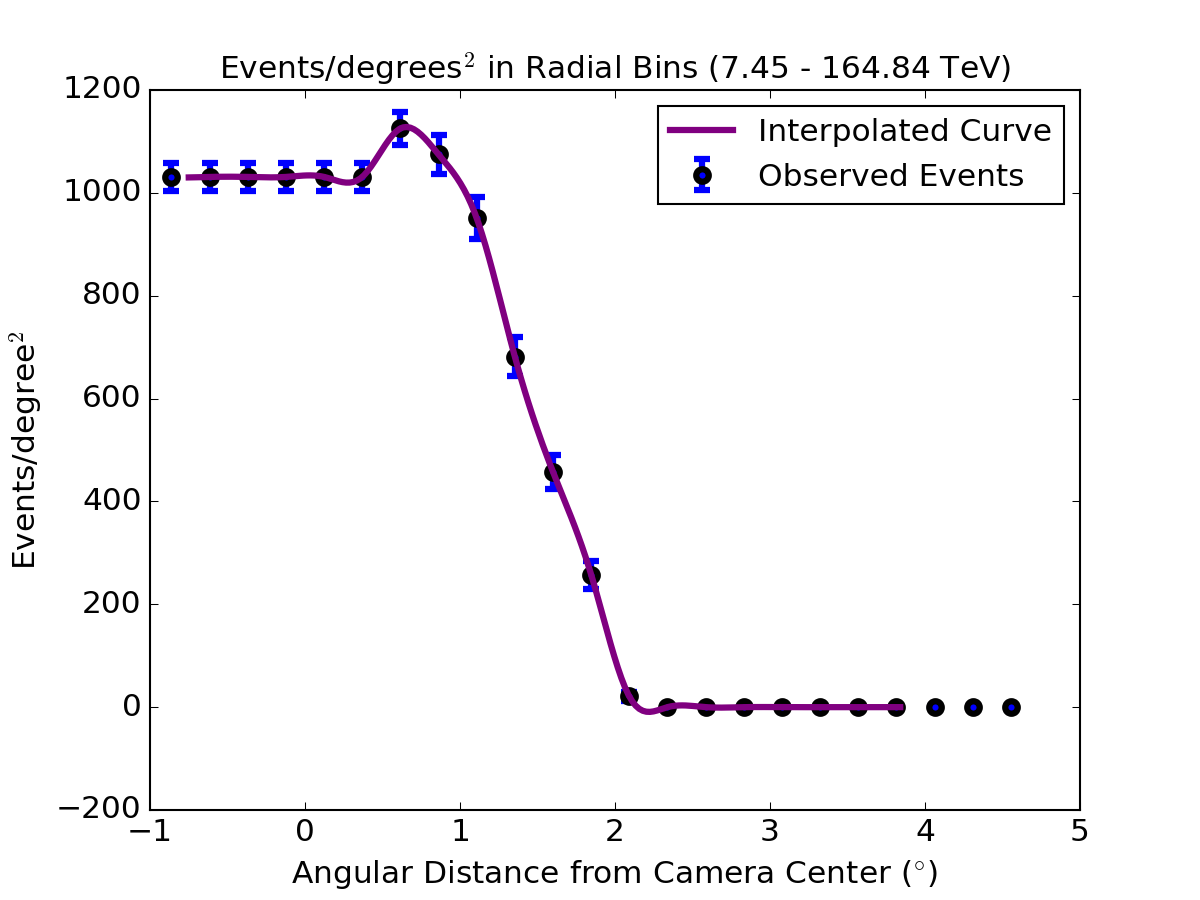 Events/degrees² in Radial Bins (7.45 - 164.84 TeV)
1200
1000
800
600
400
200
0
−200
Events/degree²
Interpolated Curve
Observed Events
−1 0 1 2 3 4 5
Angular Distance from Camera Center (°)